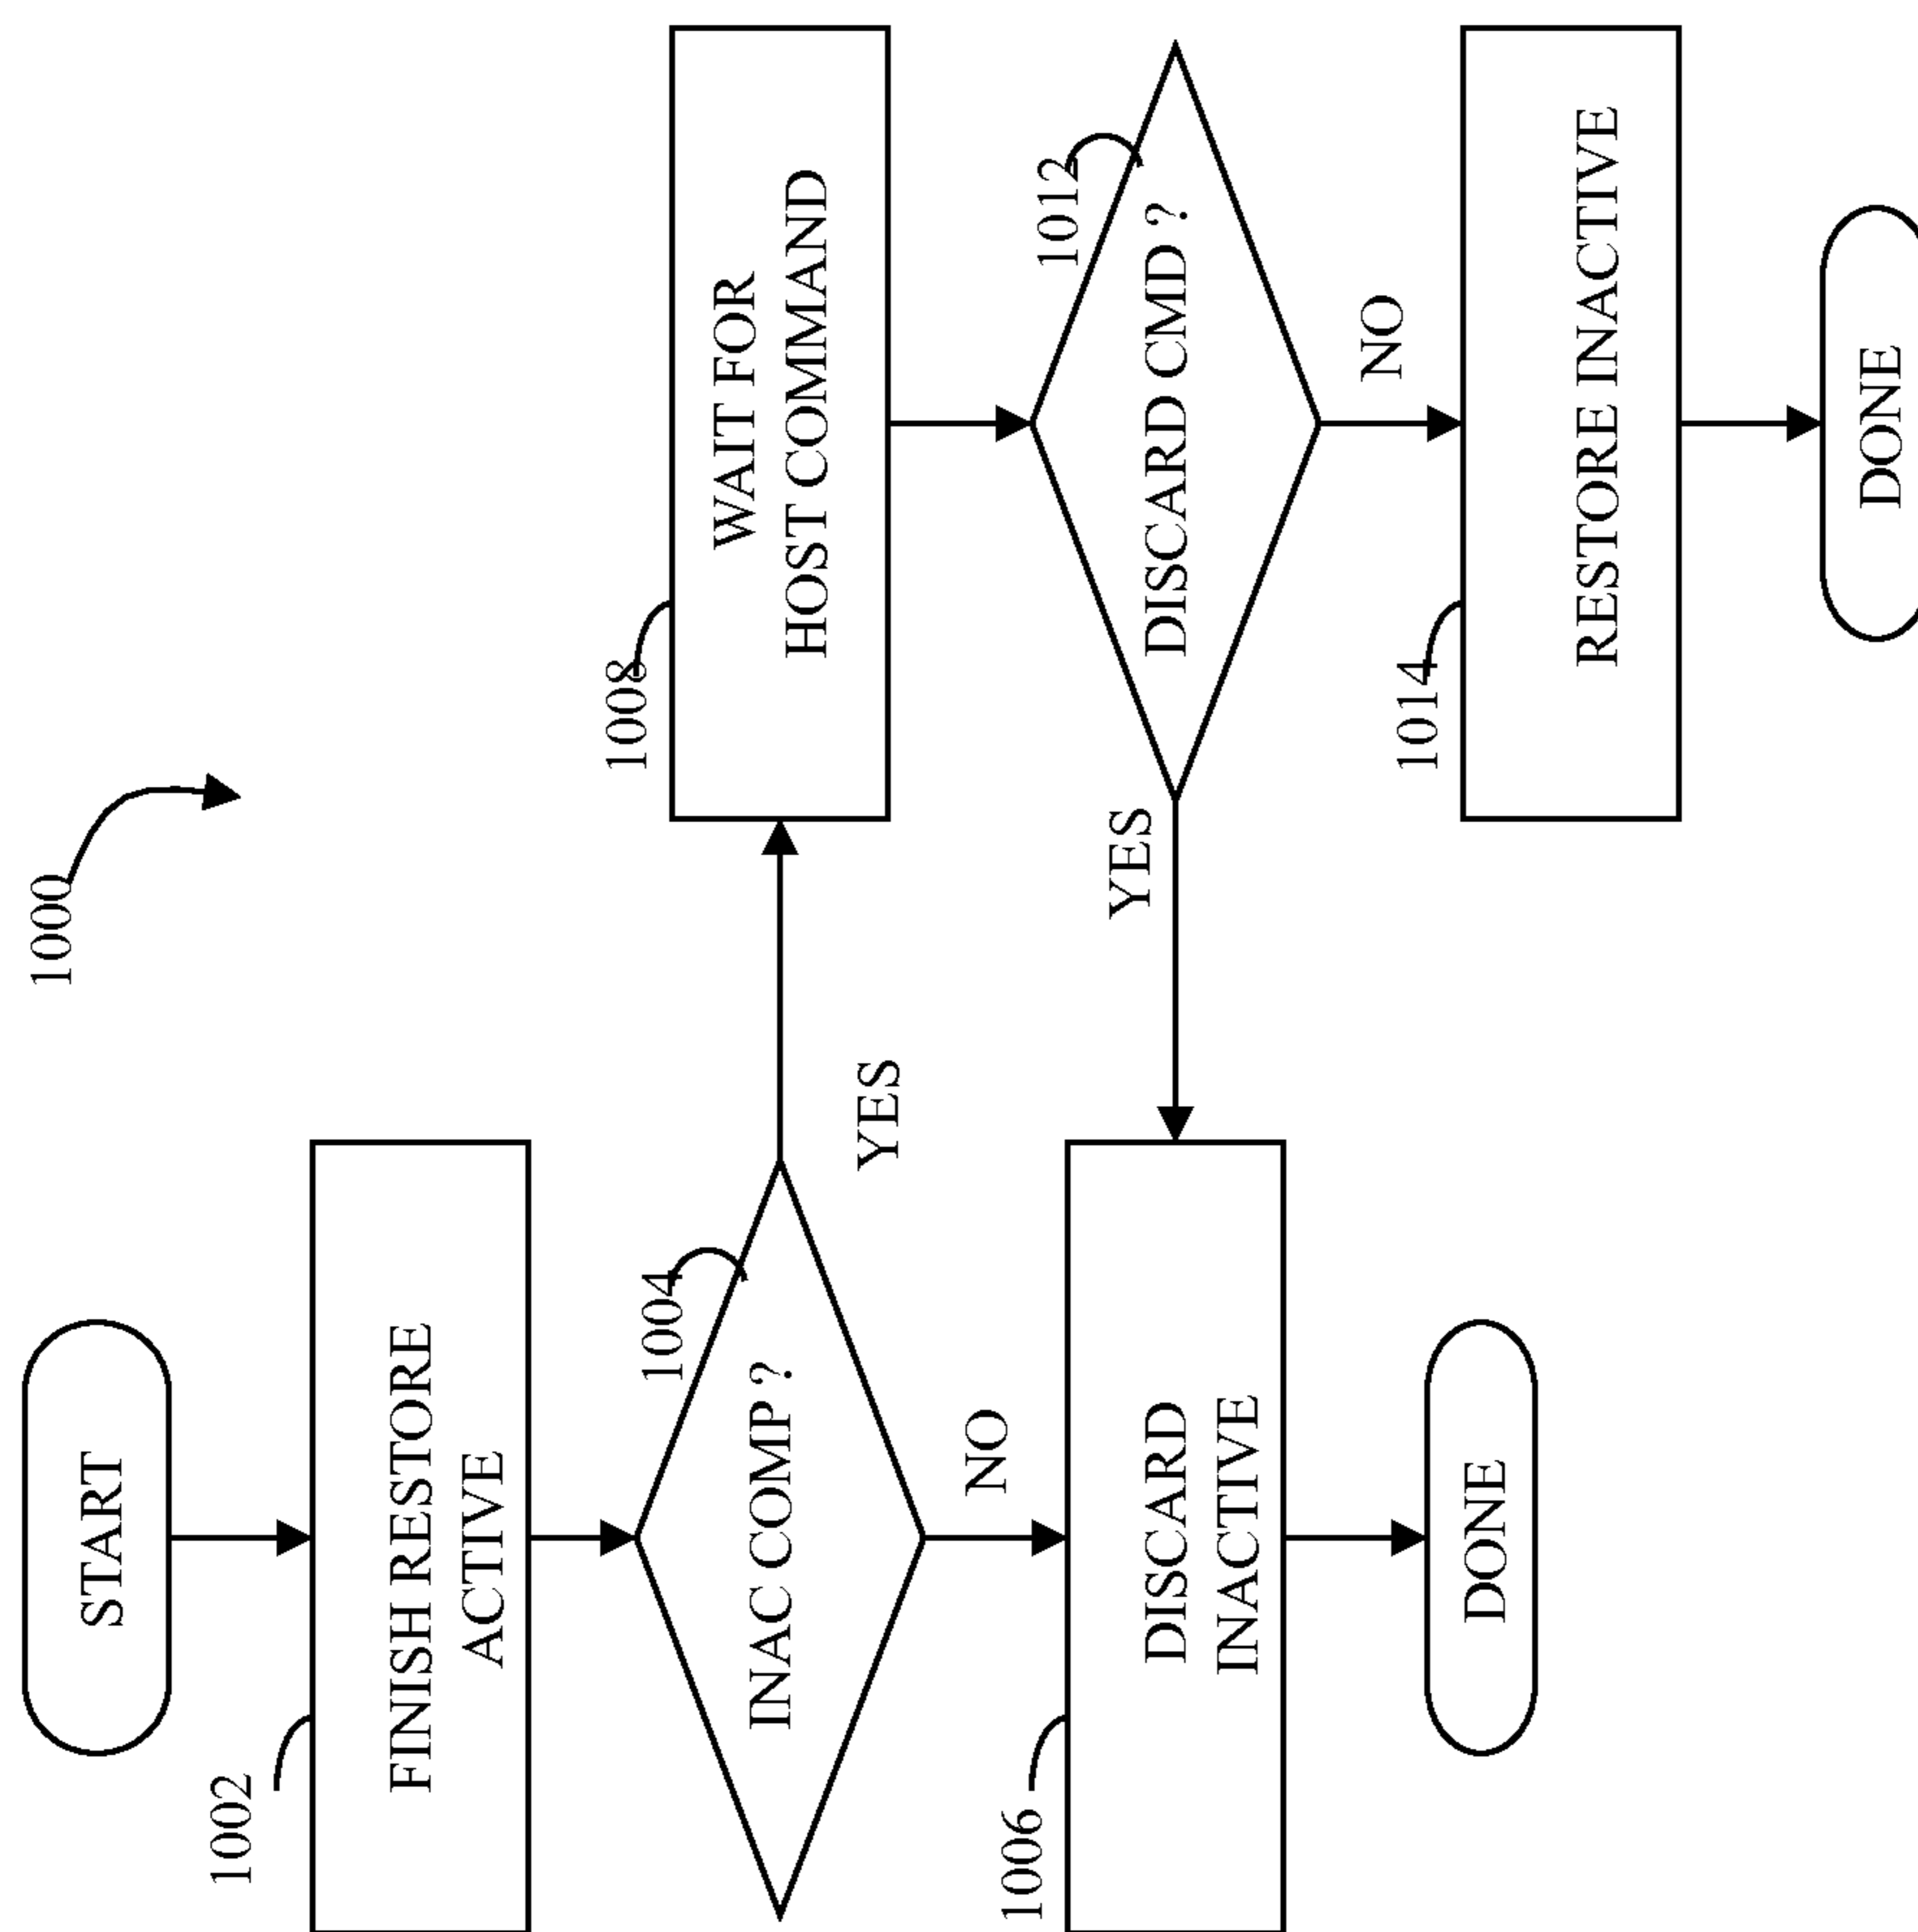 1000
START
1002
FINISH RESTORE
ACTIVE
1004
INAC COMP ?
YES
NO
1006
DISCARD
INACTIVE
DONE
1008
WAIT FOR
HOST COMMAND
1012
DISCARD CMD ?
YES
NO
1014
RESTORE INACTIVE
DONE